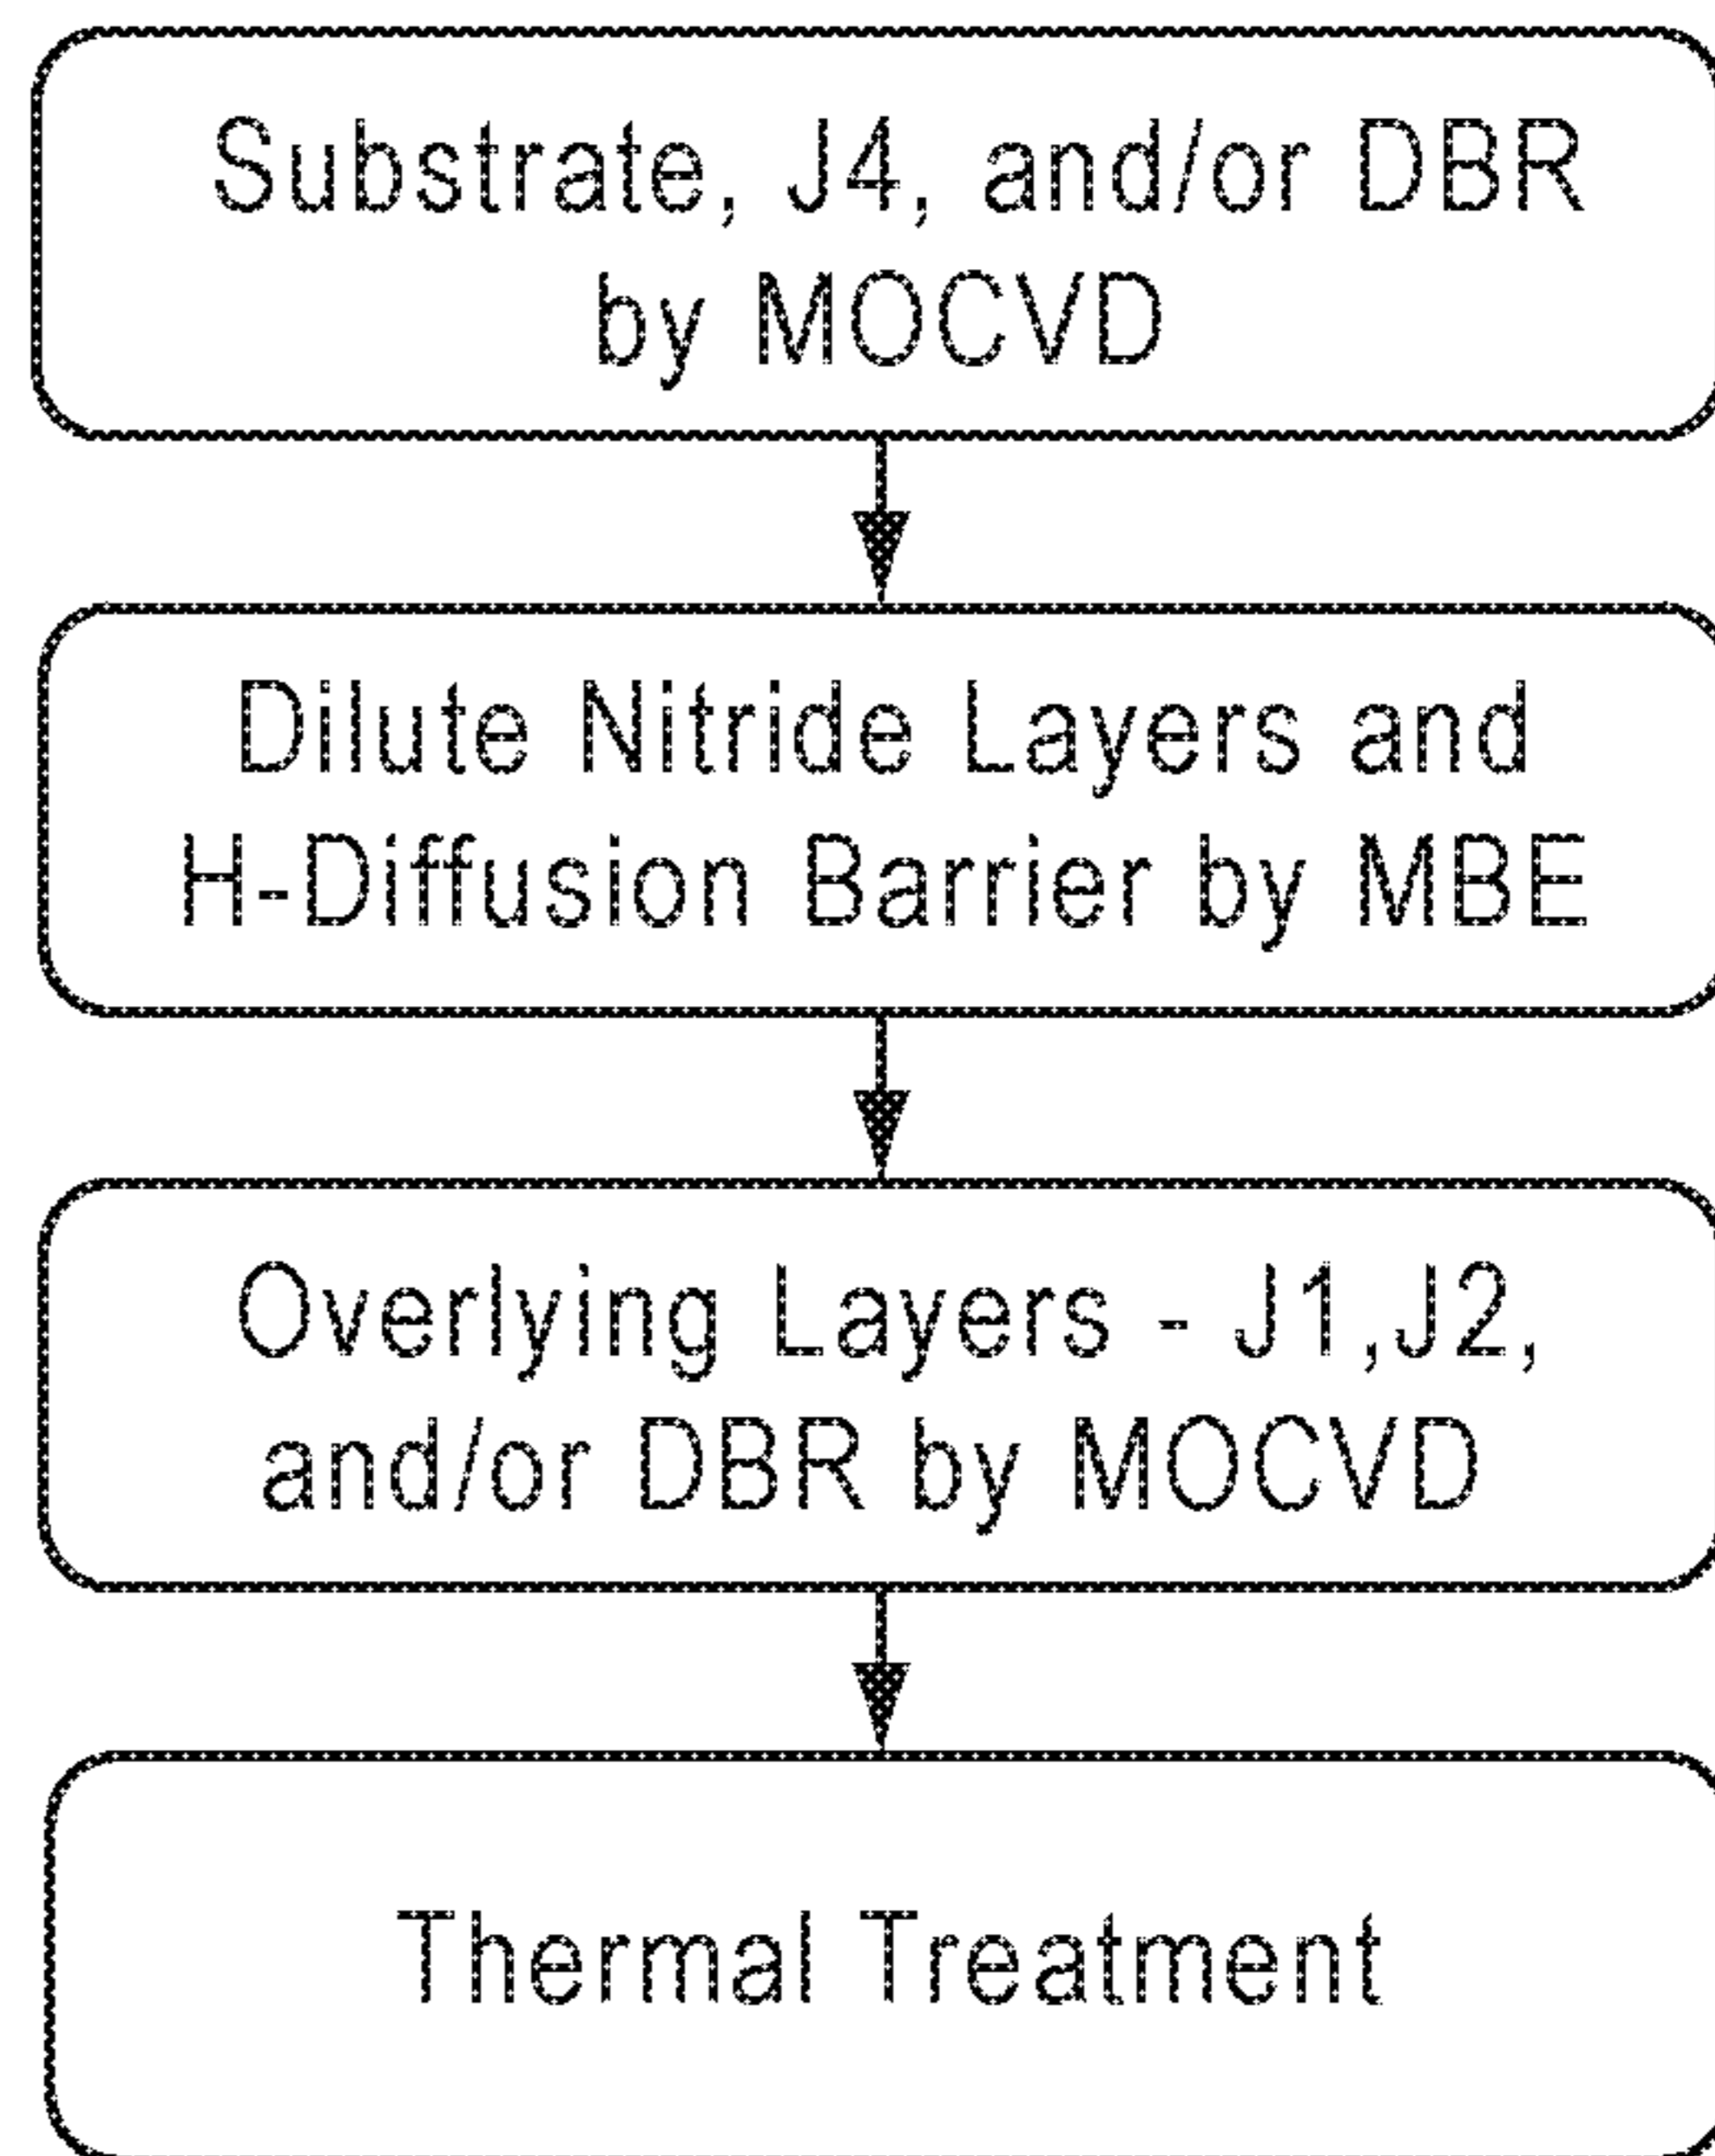 Substrate, J4, and/or DBR
by MOCVD
Dilute Nitride Layers and
H-Diffusion Barrier by MBE
Overlying Layers - J1,J2,
and/or DBR by MOCVD
Thermal Treatment